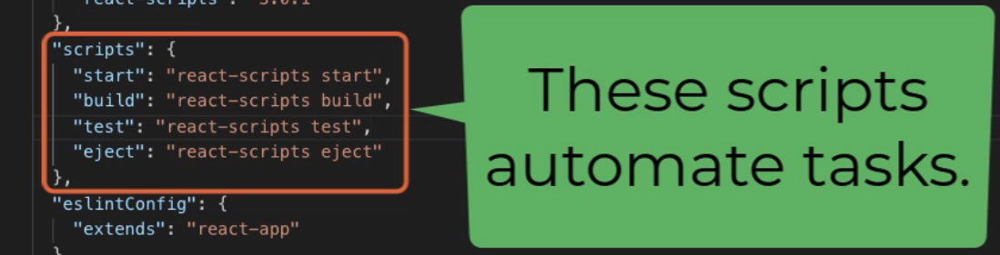 },
"scripts": {
"start": "react-scripts start",
"build": "react-scripts build",
"test": "react-scripts test",
"eject": "react-scripts eject"
},
"eslintConfig": {
"extends": "react-app"
}
These scripts
automate tasks.